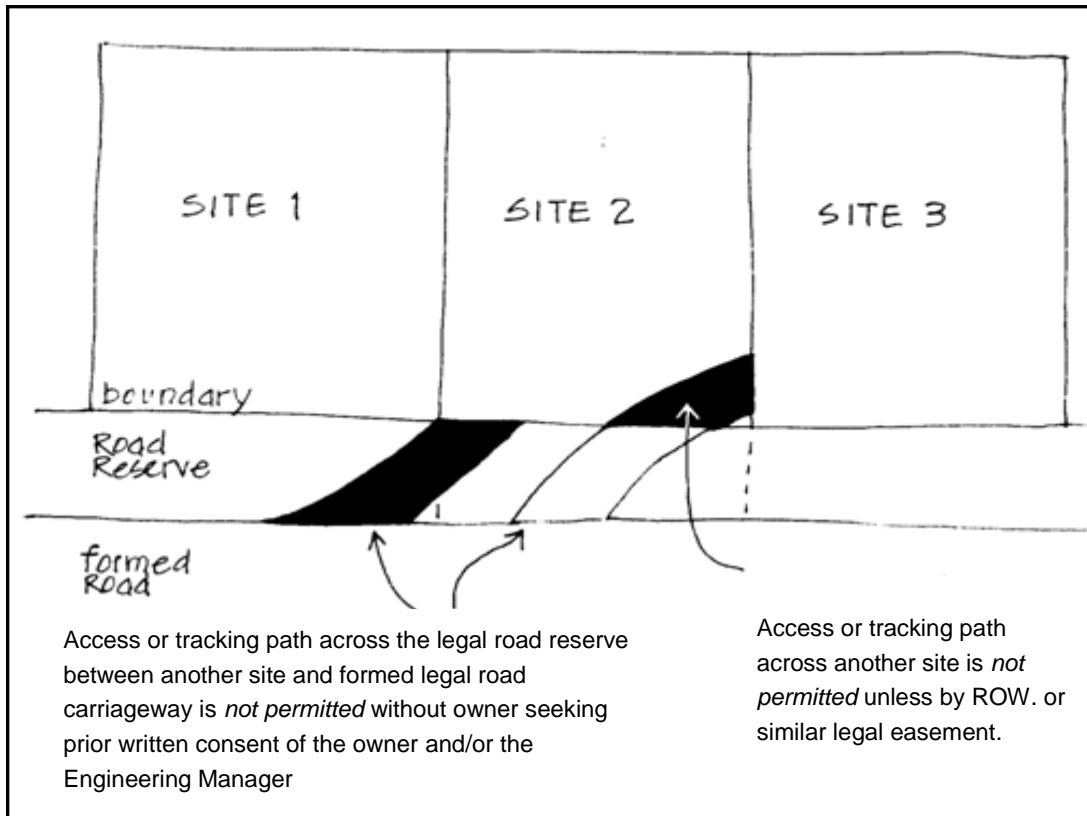 SITE 1
SITE 2
SITE 3
boundary
Road
Reserve
formed
Road
Access or tracking path across the legal road reserve
between another site and formed legal road
carriageway is not permitted without owner seeking
prior written consent of the owner and/or the
Engineering Manager
Access or tracking path
across another site is not
permitted unless by ROW. or
similar legal easement.